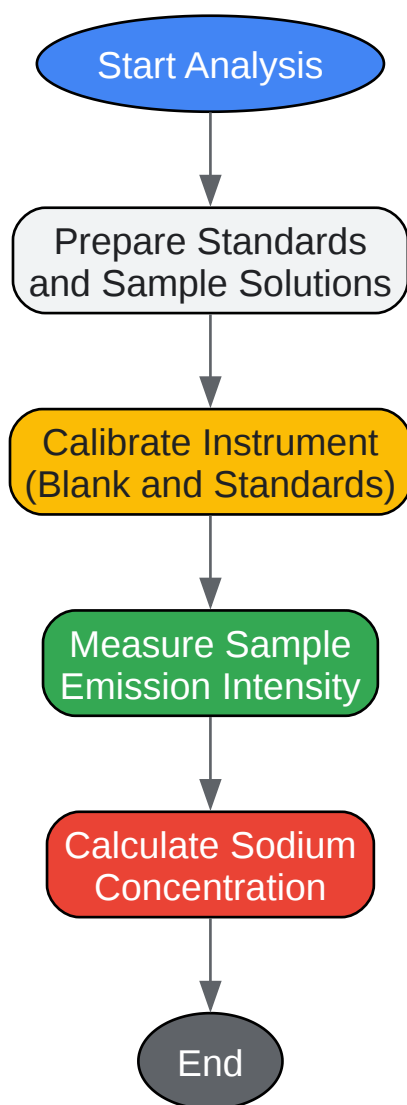 Start Analysis
Prepare Standards
and Sample Solutions
Calibrate Instrument
(Blank and Standards)
Measure Sample
Emission Intensity
Calculate Sodium
Concentration
End